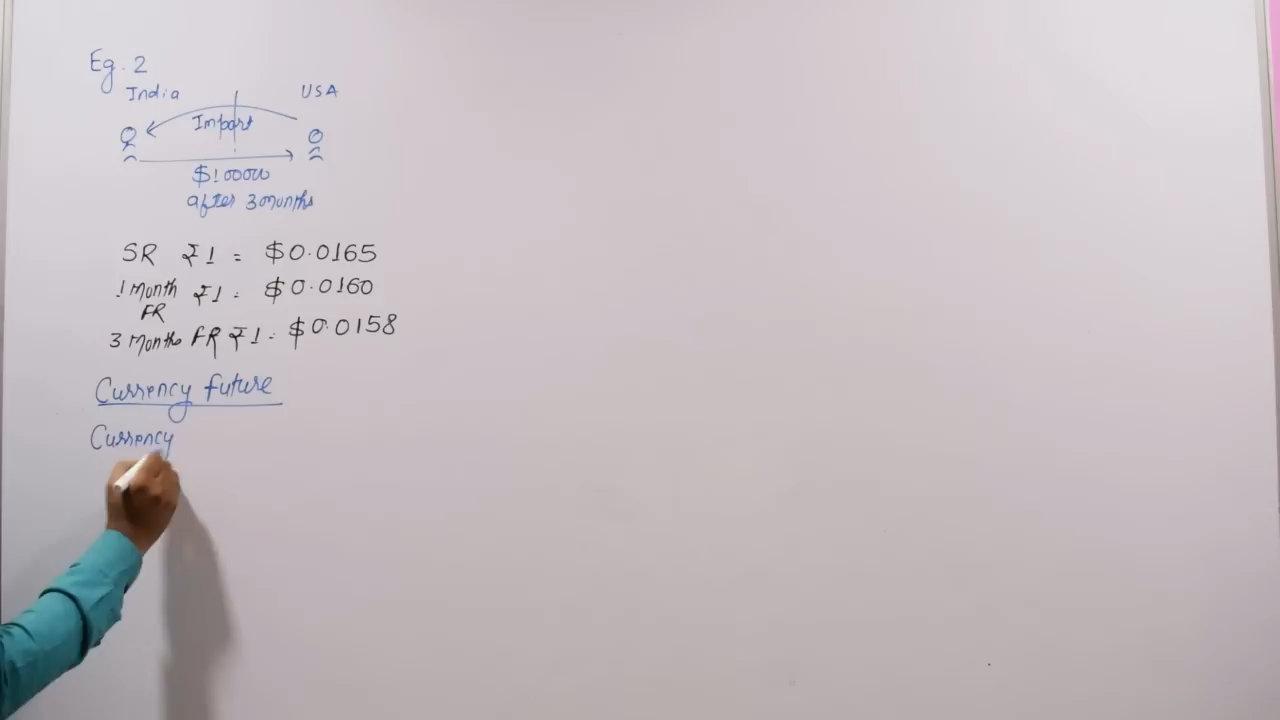 Eg. 2
India USA
Import
$10000
after 3 months
SR ₹1 = $0.0165
1 Month ₹1 = $0.0160
FR
3 Months FR ₹1 = $0.0158
Currency future
Currency